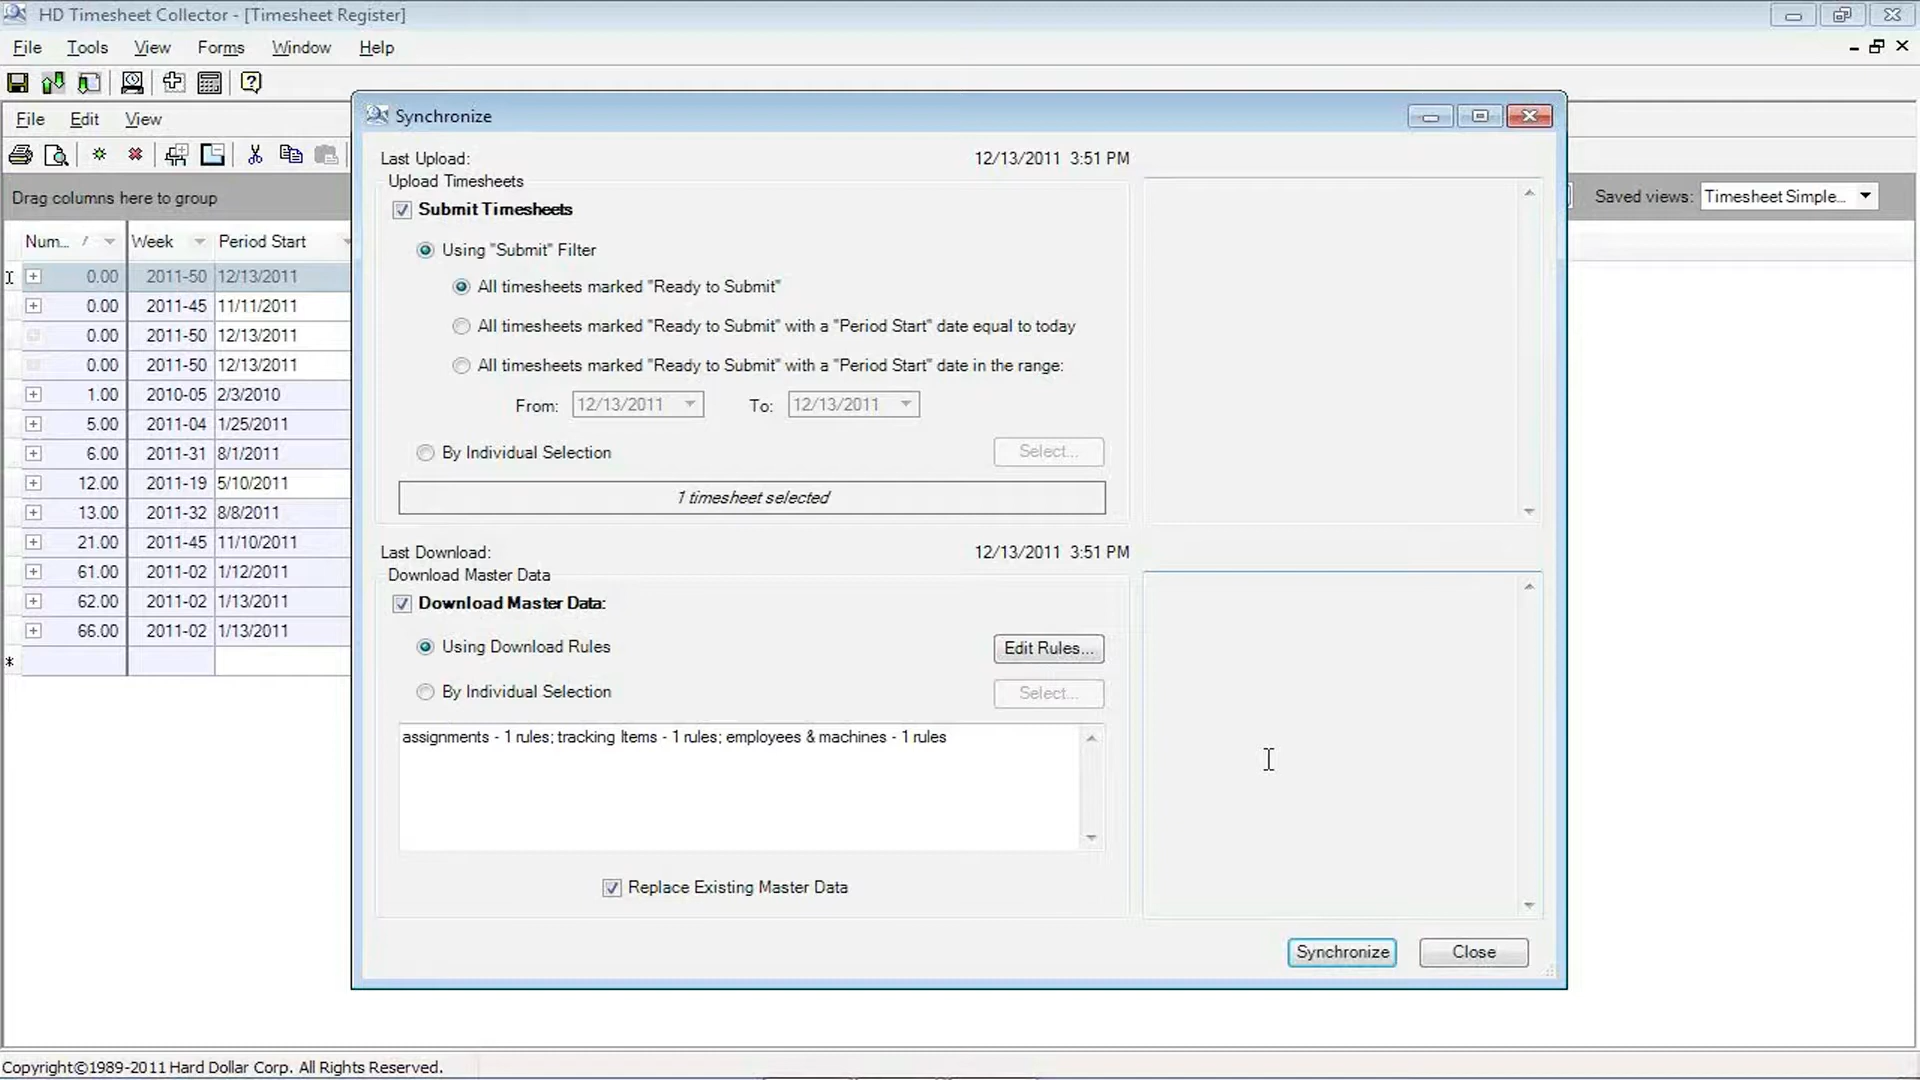 HD Timesheet Collector - [Timesheet Register]
File Tools View Forms Window Help
File Edit View
Drag columns here to group
Saved views: Timesheet Simple...
Num... / Week Period Start
0.00 2011-50 12/13/2011
0.00 2011-45 11/11/2011
0.00 2011-50 12/13/2011
0.00 2011-50 12/13/2011
1.00 2010-05 2/3/2010
5.00 2011-04 1/25/2011
6.00 2011-31 8/1/2011
12.00 2011-19 5/10/2011
13.00 2011-32 8/8/2011
21.00 2011-45 11/10/2011
61.00 2011-02 1/12/2011
62.00 2011-02 1/13/2011
66.00 2011-02 1/13/2011
*
Synchronize
Last Upload: 12/13/2011 3:51 PM
Upload Timesheets
Submit Timesheets
Using "Submit" Filter
All timesheets marked "Ready to Submit"
All timesheets marked "Ready to Submit" with a "Period Start" date equal to today
All timesheets marked "Ready to Submit" with a "Period Start" date in the range:
From: 12/13/2011 To: 12/13/2011
By Individual Selection Select...
1 timesheet selected
Last Download: 12/13/2011 3:51 PM
Download Master Data
Download Master Data:
Using Download Rules Edit Rules...
By Individual Selection Select...
assignments - 1 rules; tracking Items - 1 rules; employees & machines - 1 rules
Replace Existing Master Data
Synchronize Close
Copyright©1989-2011 Hard Dollar Corp. All Rights Reserved.